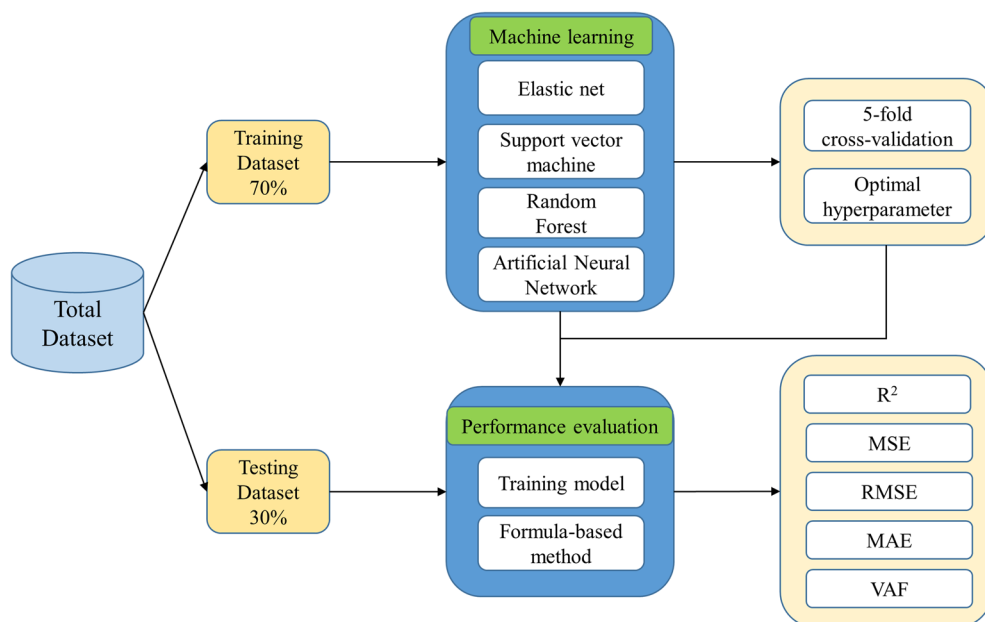 Total
Dataset
Training
Dataset
70%
Testing
Dataset
30%
Machine learning
Elastic net
Support vector
machine
Random
Forest
Artificial Neural
Network
5-fold
cross-validation
Optimal
hyperparameter
Performance evaluation
Training model
Formula-based
method
R²
MSE
RMSE
MAE
VAF